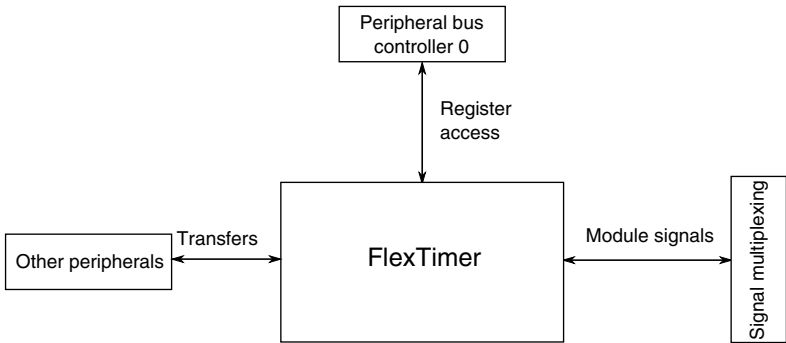 Peripheral bus
controller 0
Register
access
Other peripherals
Transfers
FlexTimer
Module signals
Signal multiplexing